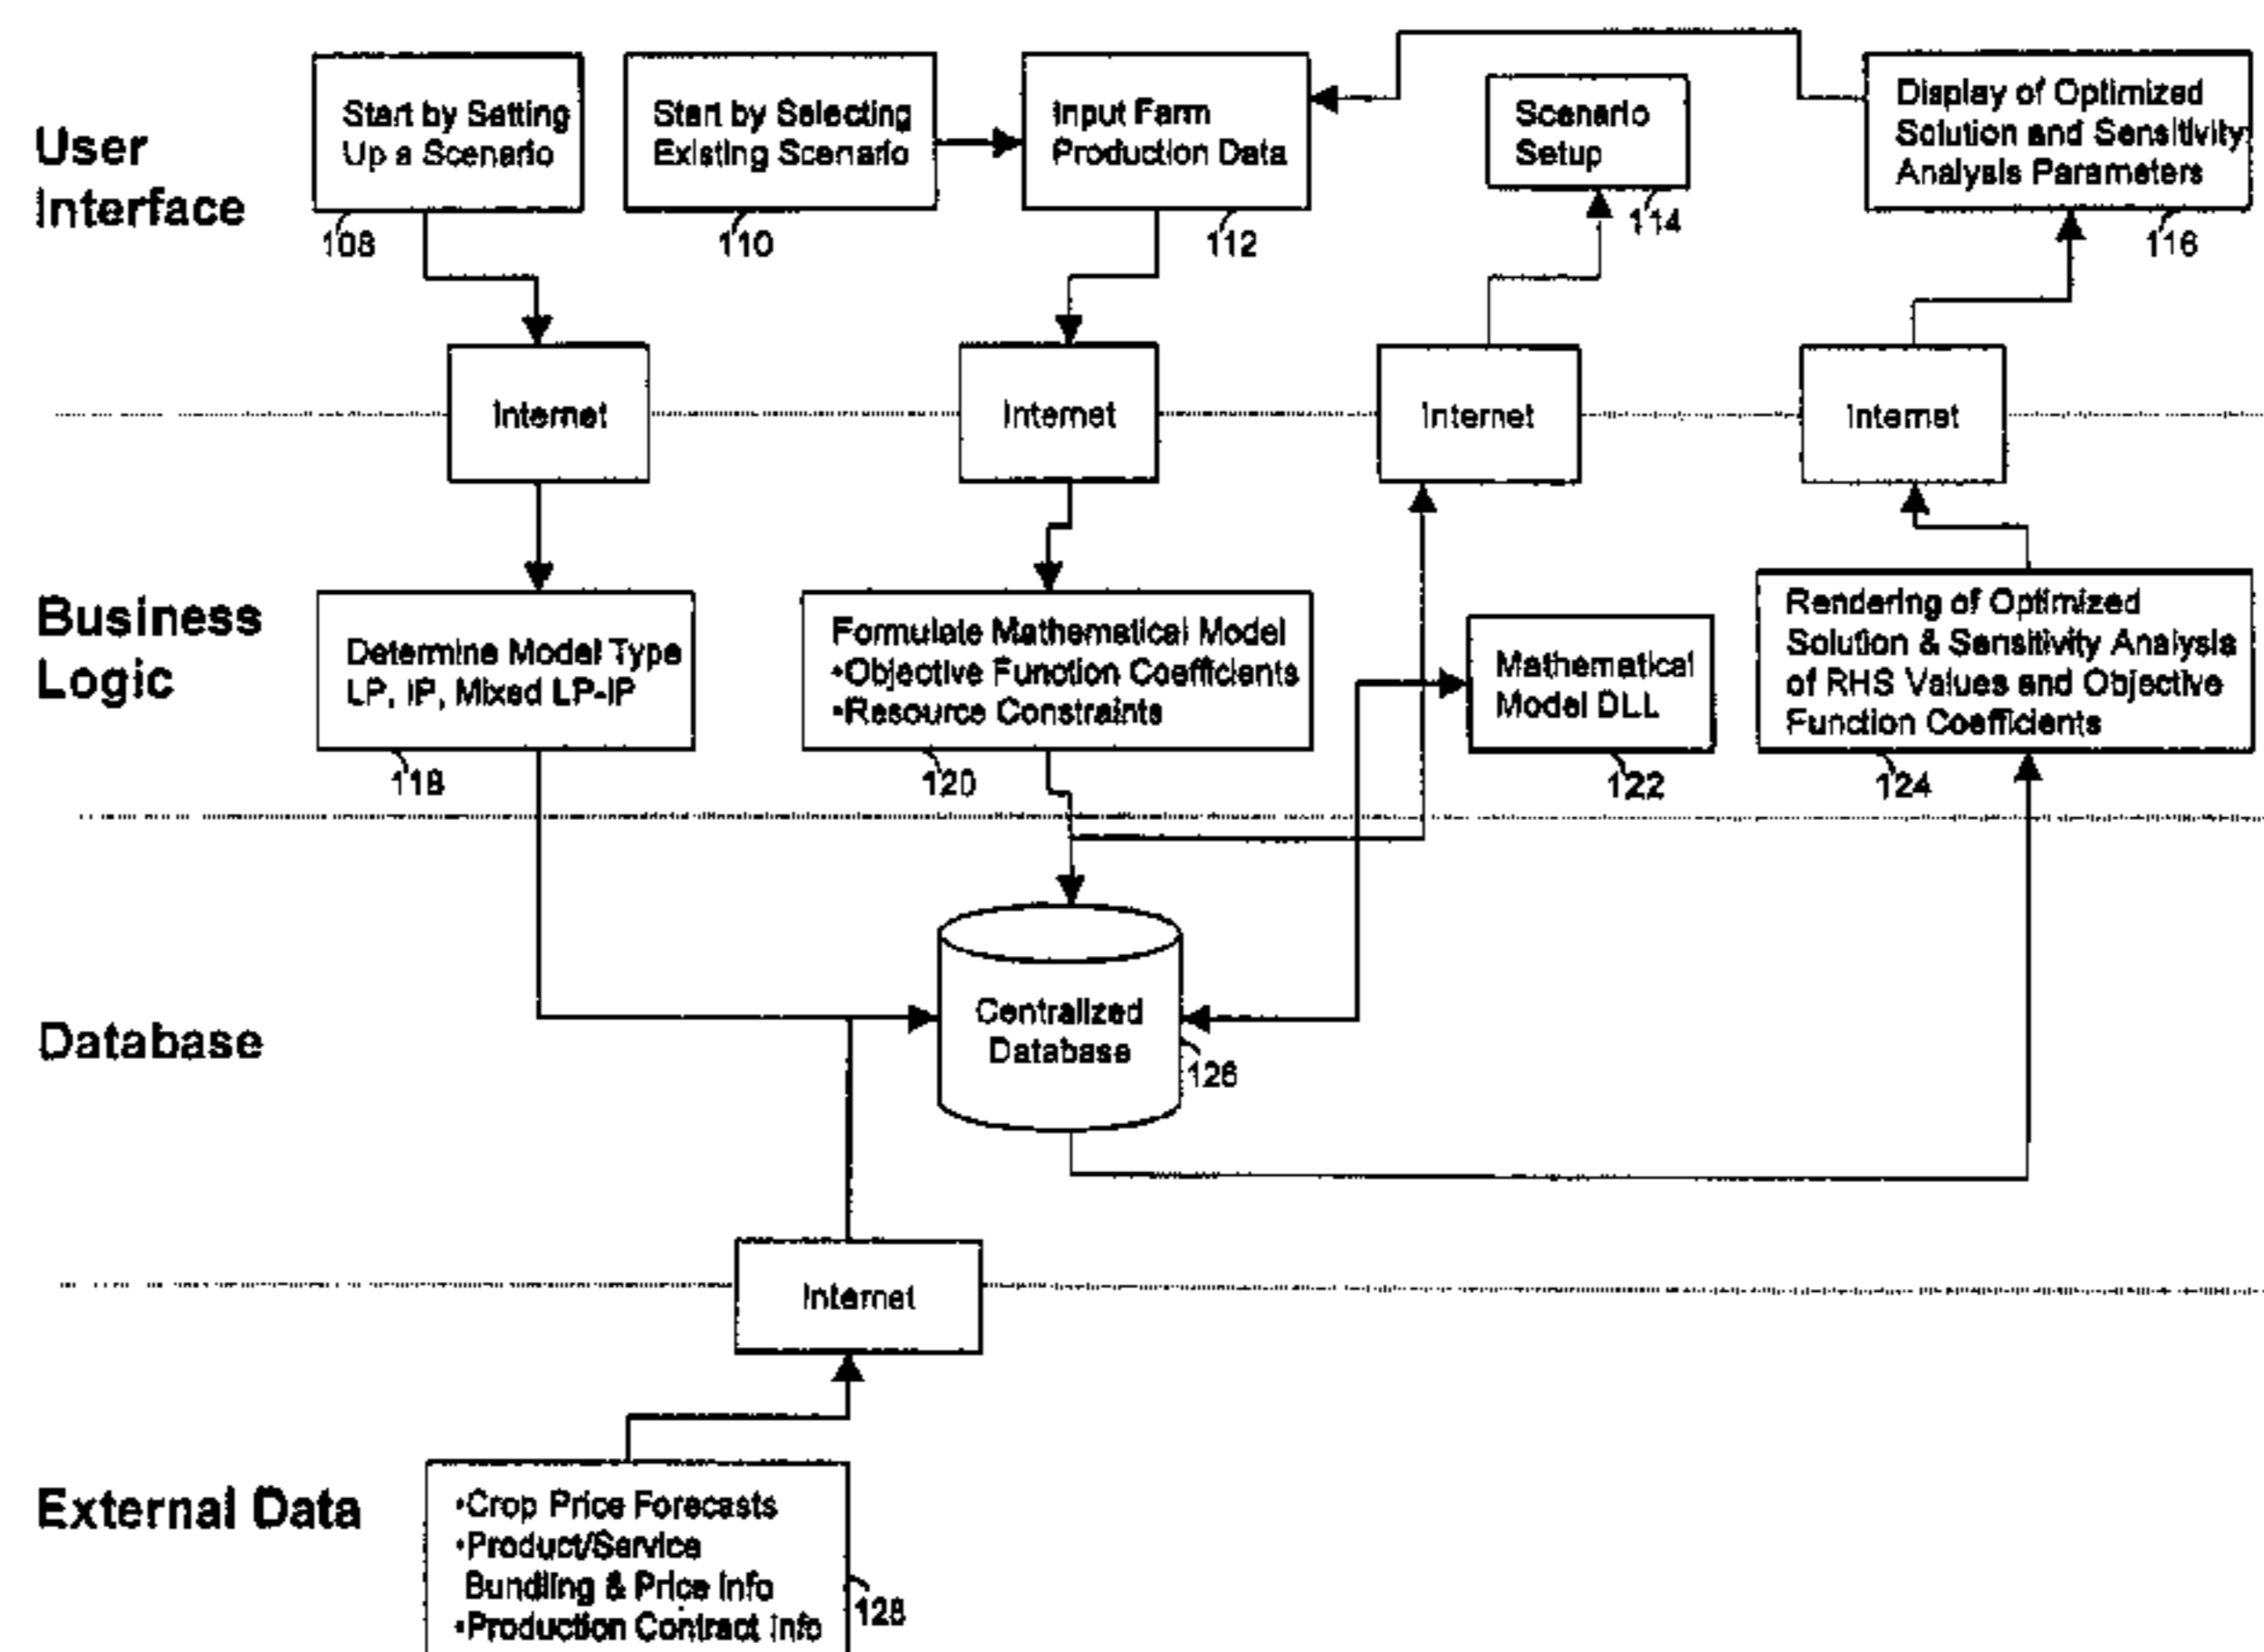 User
Interface
Start by Setting
Up a Scenario
108
Start by Selecting
Existing Scenario
110
Input Farm
Production Data
112
Scenario
Setup
114
Display of Optimized
Solution and Sensitivity
Analysis Parameters
116
Internet
Internet
Internet
Internet
Business
Logic
Determine Model Type
LP, IP, Mixed LP-IP
118
Formulate Mathematical Model
•Objective Function Coefficients
•Resource Constraints
120
Mathematical
Model DLL
122
Rendering of Optimized
Solution & Sensitivity Analysis
of RHS Values and Objective
Function Coefficients
124
Database
Centralized
Database
126
Internet
External Data
•Crop Price Forecasts
•Product/Service
Bundling & Price Info
•Production Contract Info
128